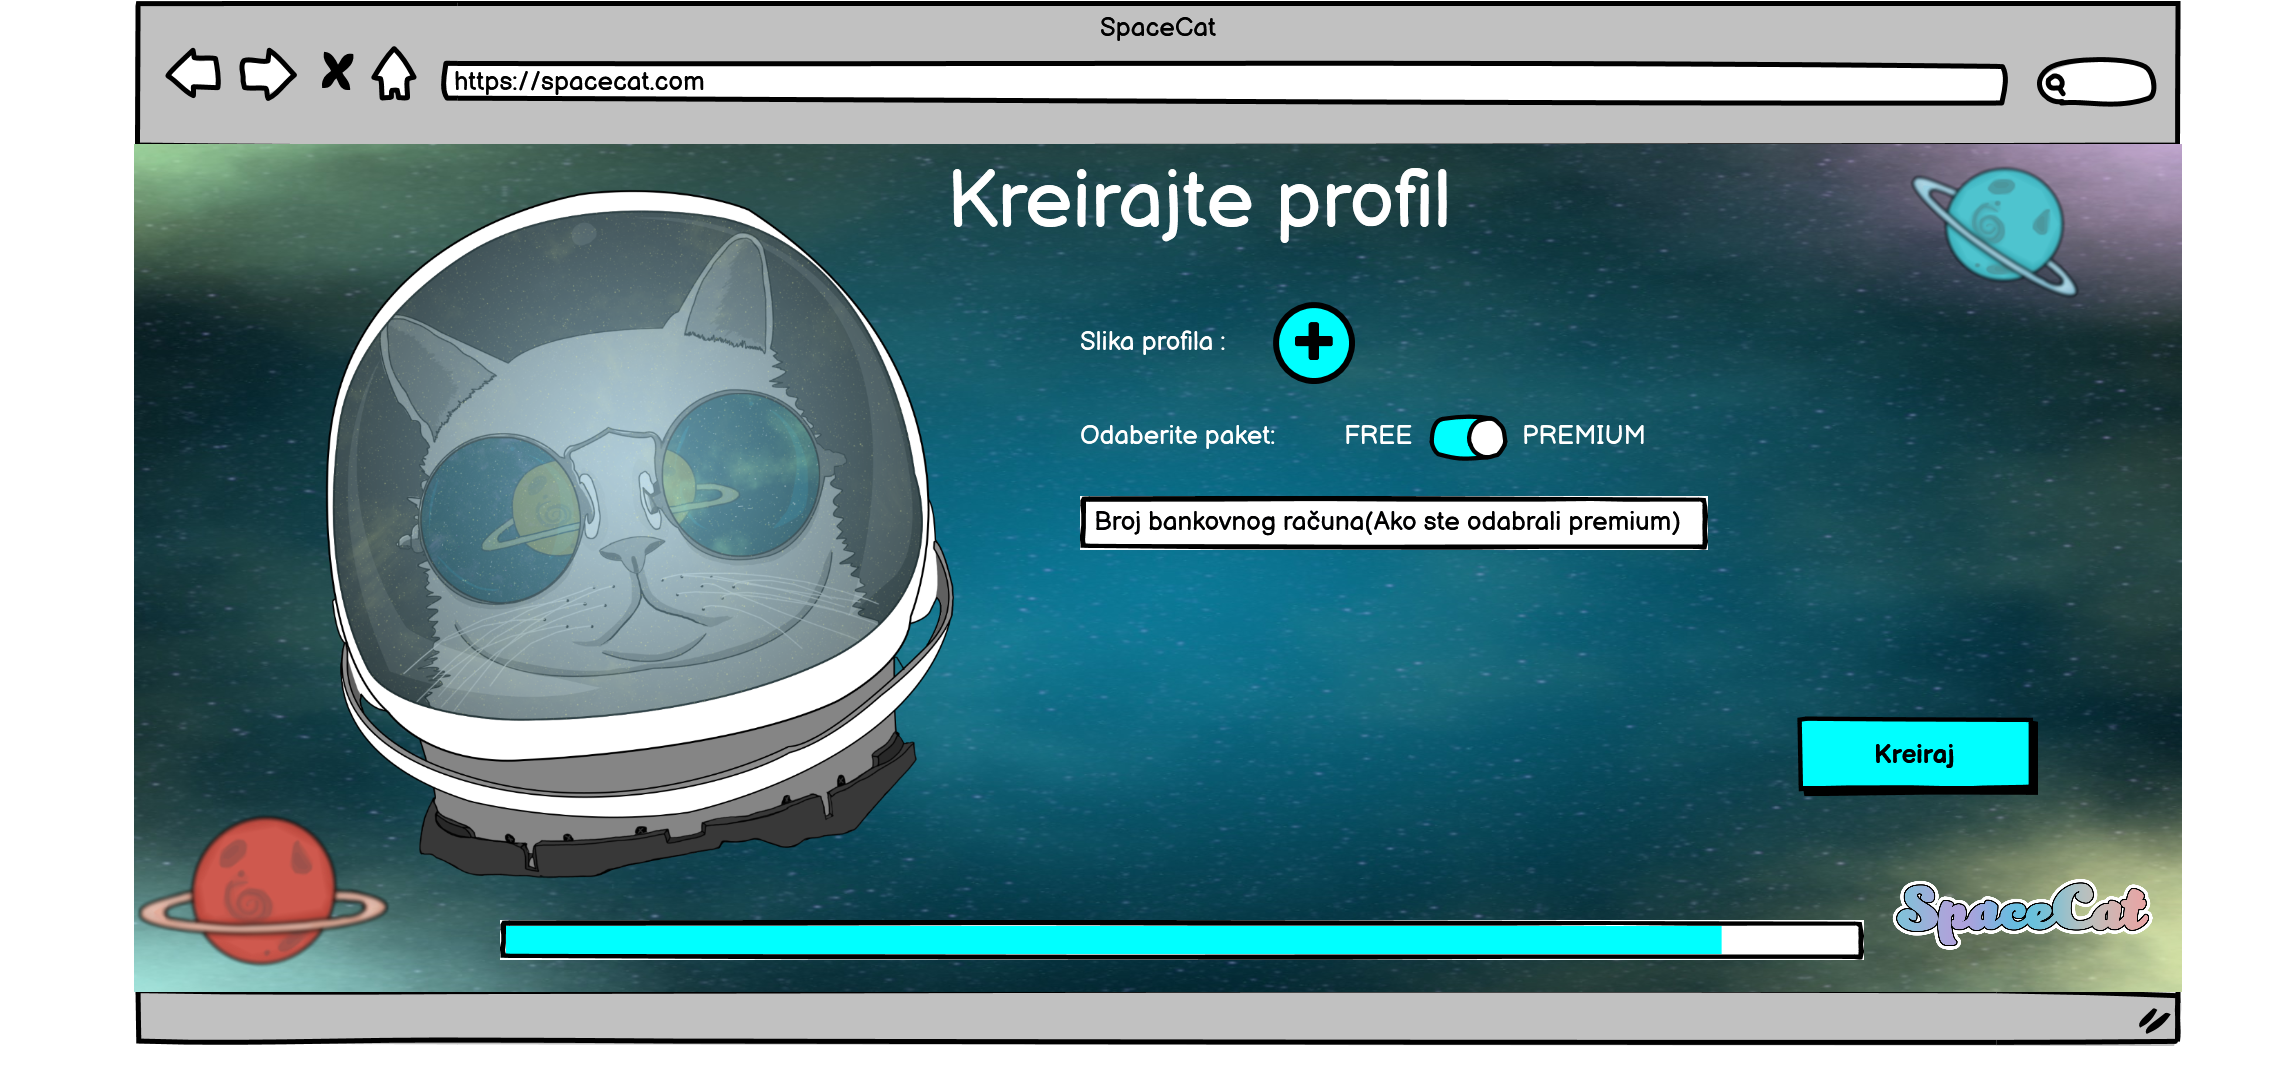 SpaceCat
https://spacecat.com
Kreirajte profil
Slika profila :
Odaberite paket: FREE PREMIUM
Broj bankovnog računa(Ako ste odabrali premium)
Kreiraj
SpaceCat